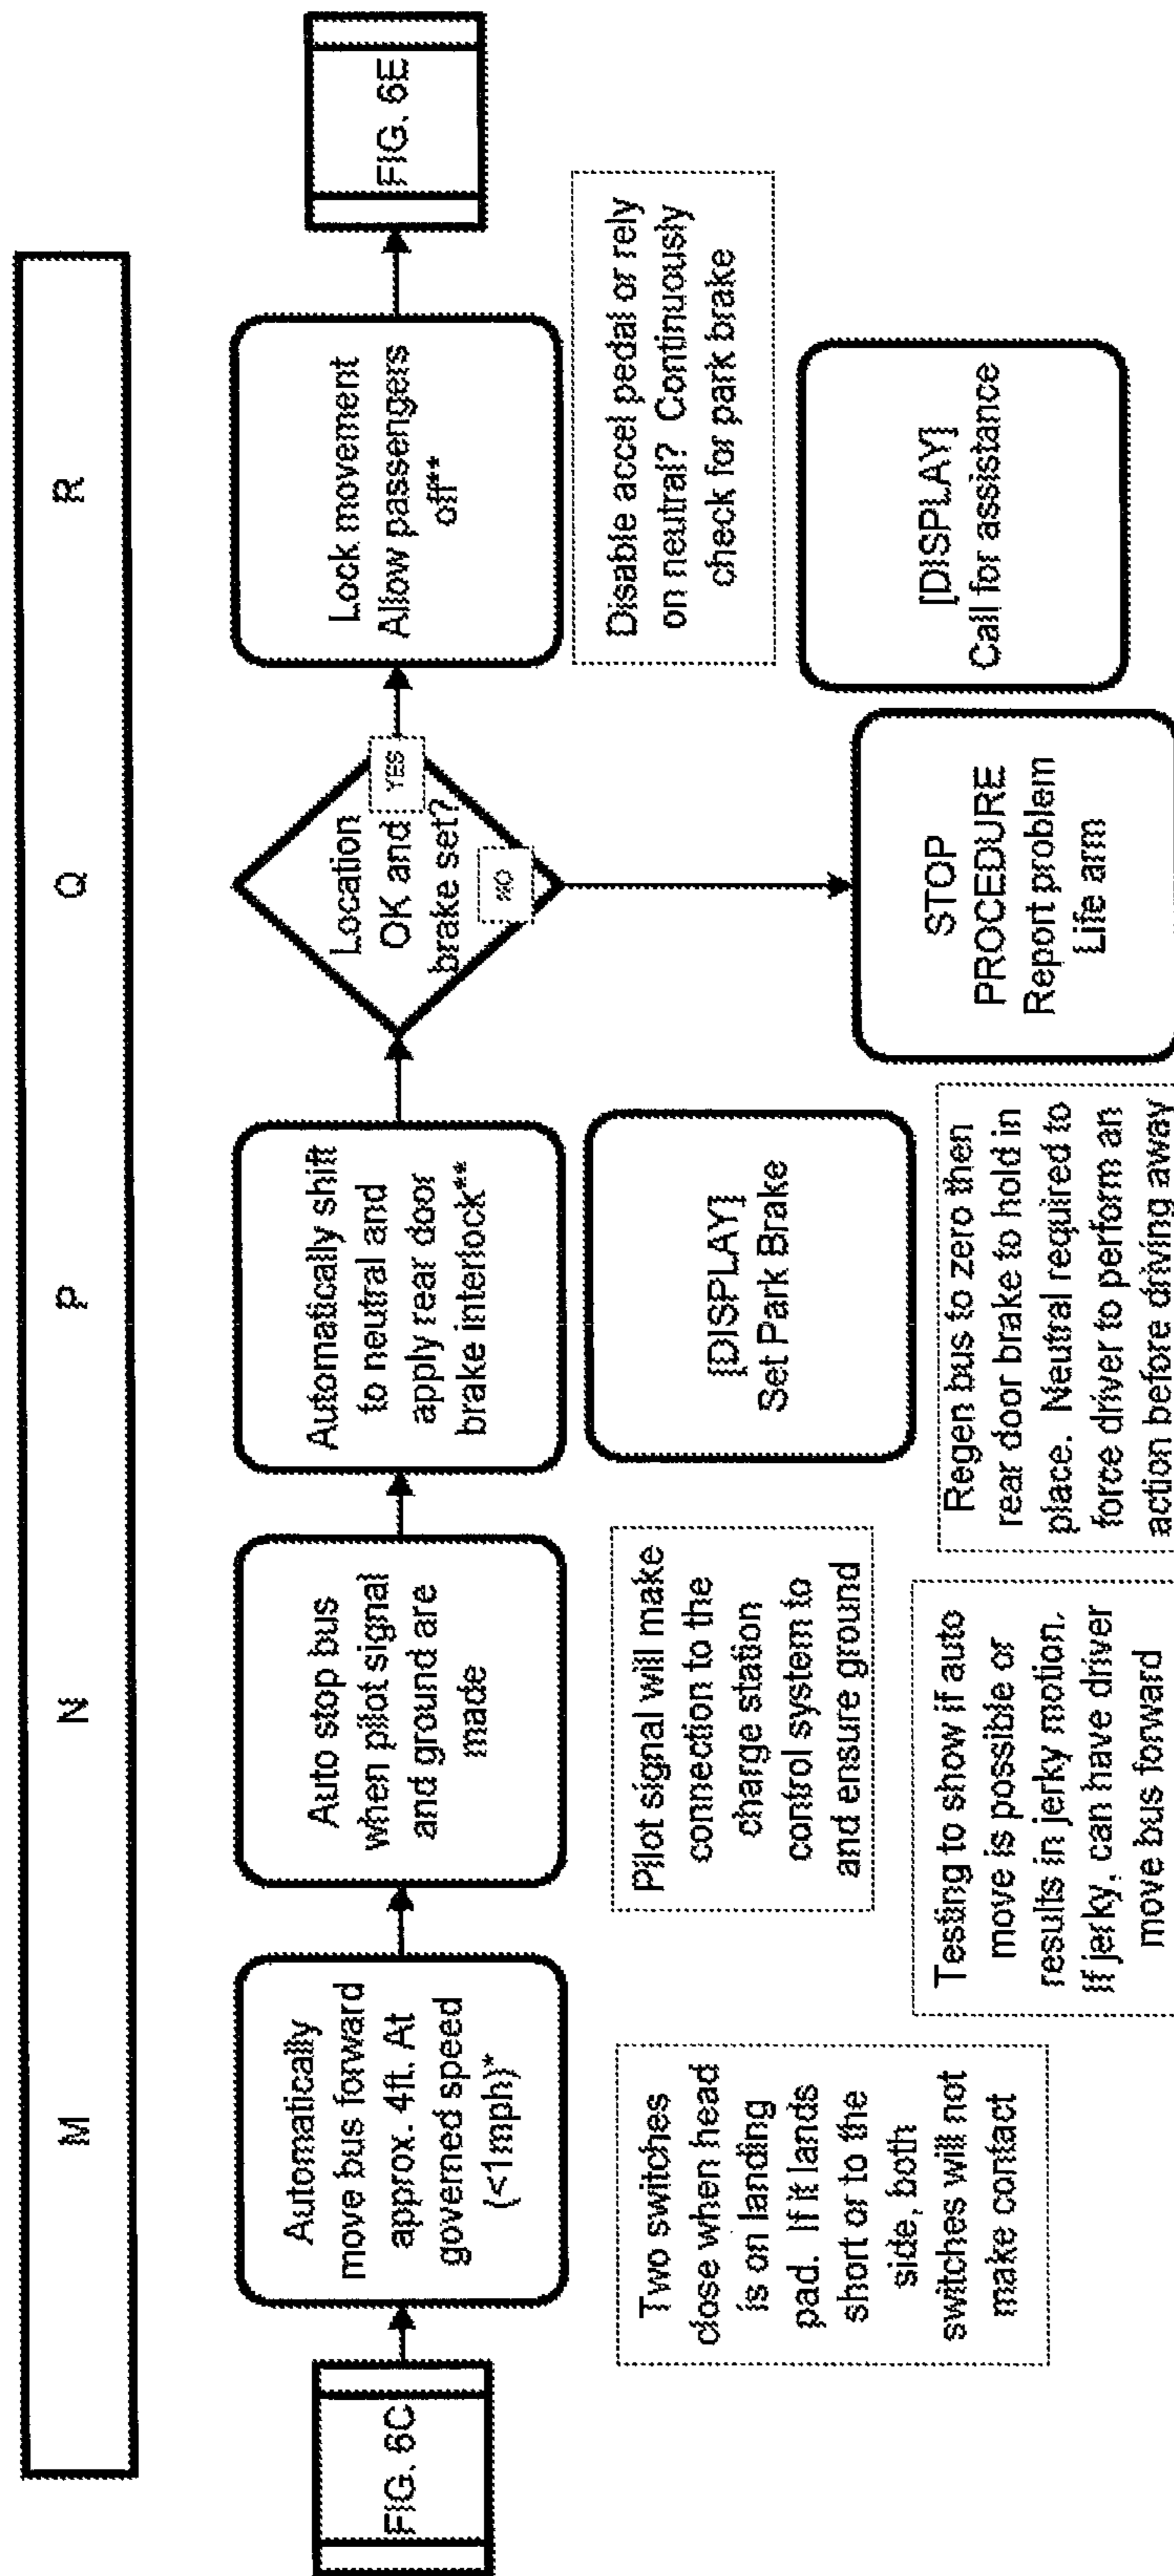 M N P Q R
FIG. 6C
Automatically
move bus forward
approx. 4ft. At
governed speed
(<1mph)*
Auto stop bus
when pilot signal
and ground are
made
Automatically shift
to neutral and
apply rear door
brake interlock**
Location
OK and
brake set?
YES
NO
Lock movement
Allow passengers
off**
FIG. 6E
Two switches
close when head
is on landing
pad. If it lands
short or to the
side, both
switches will not
make contact
Pilot signal will make
connection to the
charge station
control system to
and ensure ground
Testing to show if auto
move is possible or
results in jerky motion.
If jerky, can have driver
move bus forward
[DISPLAY]
Set Park Brake
Regen bus to zero then
rear door brake to hold in
place. Neutral required to
force driver to perform an
action before driving away
STOP
PROCEDURE
Report problem
Life arm
Disable accel pedal or rely
on neutral? Continuously
check for park brake
[DISPLAY]
Call for assistance